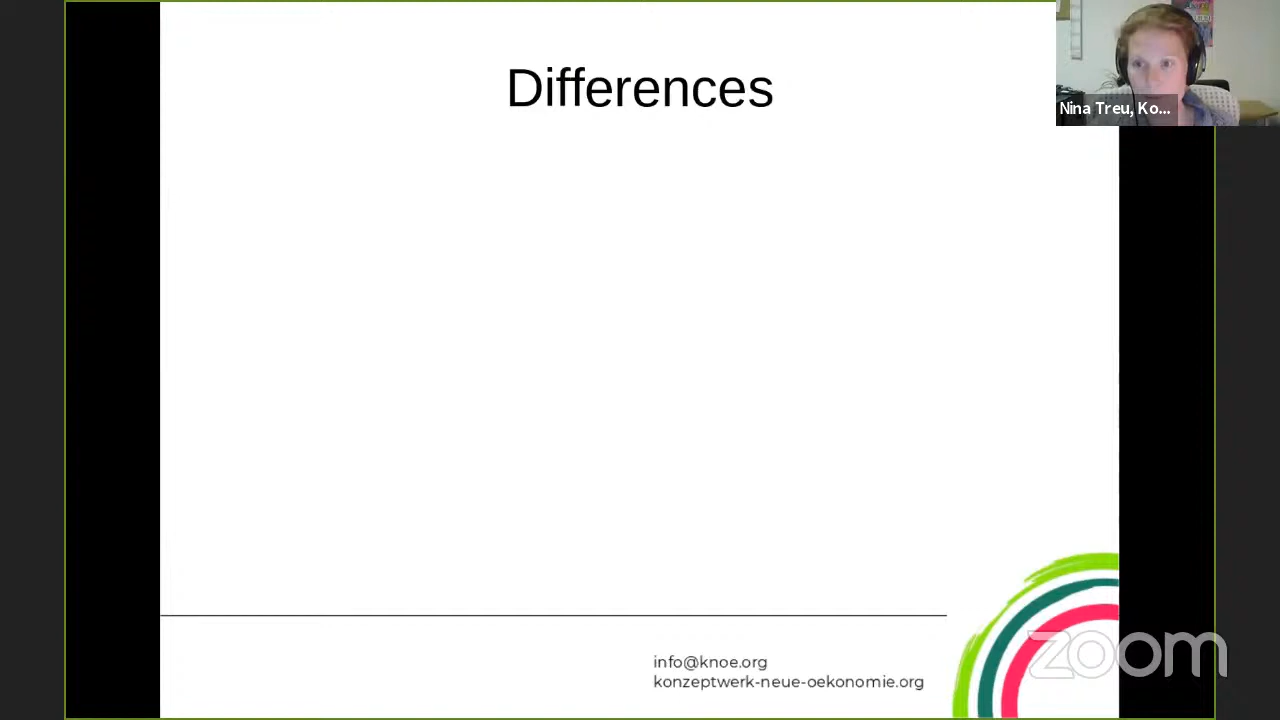 Differences
Nina Treu, Ko...
info@knoe.org
konzeptwerk-neue-oekonomie.org
zoom